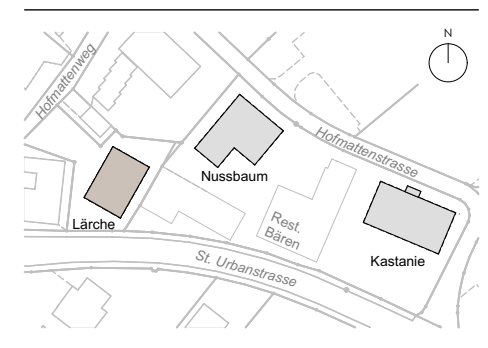 N
Hofmattenweg
Hofmattenstrasse
Nussbaum
Lärche
Rest.
Bären
St. Urbanstrasse
Kastanie